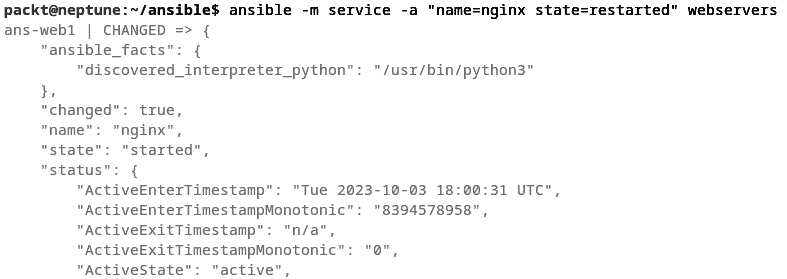 packt@neptune:~/ansible$ ansible -m service -a "name=nginx state=restarted" webservers
ans-web1 | CHANGED => {
    "ansible_facts": {
        "discovered_interpreter_python": "/usr/bin/python3"
    },
    "changed": true,
    "name": "nginx",
    "state": "started",
    "status": {
        "ActiveEnterTimestamp": "Tue 2023-10-03 18:00:31 UTC",
        "ActiveEnterTimestampMonotonic": "8394578958",
        "ActiveExitTimestamp": "n/a",
        "ActiveExitTimestampMonotonic": "0",
        "ActiveState": "active",